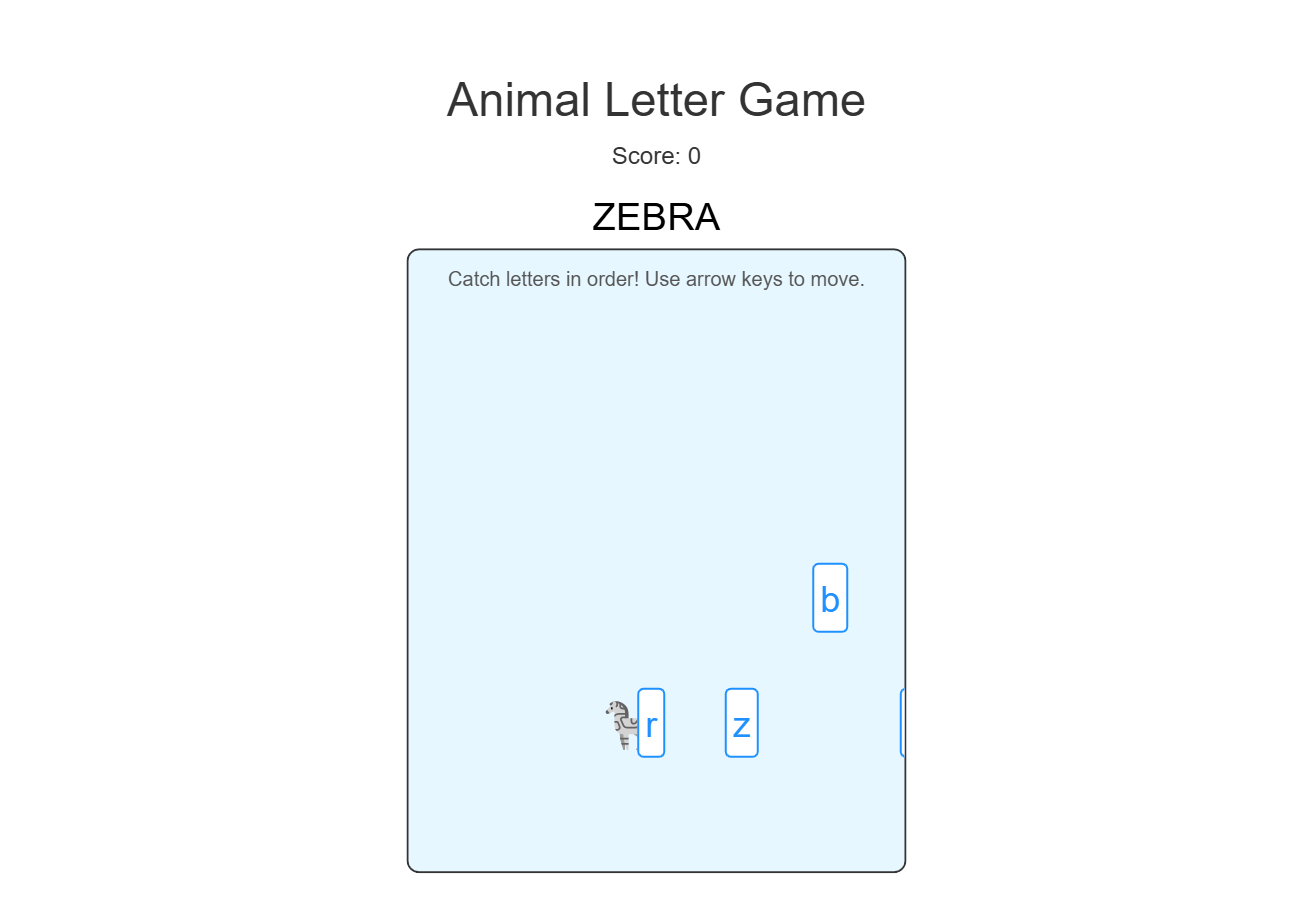 Animal Letter Game
Score: 0
ZEBRA
Catch letters in order! Use arrow keys to move.
b
r z